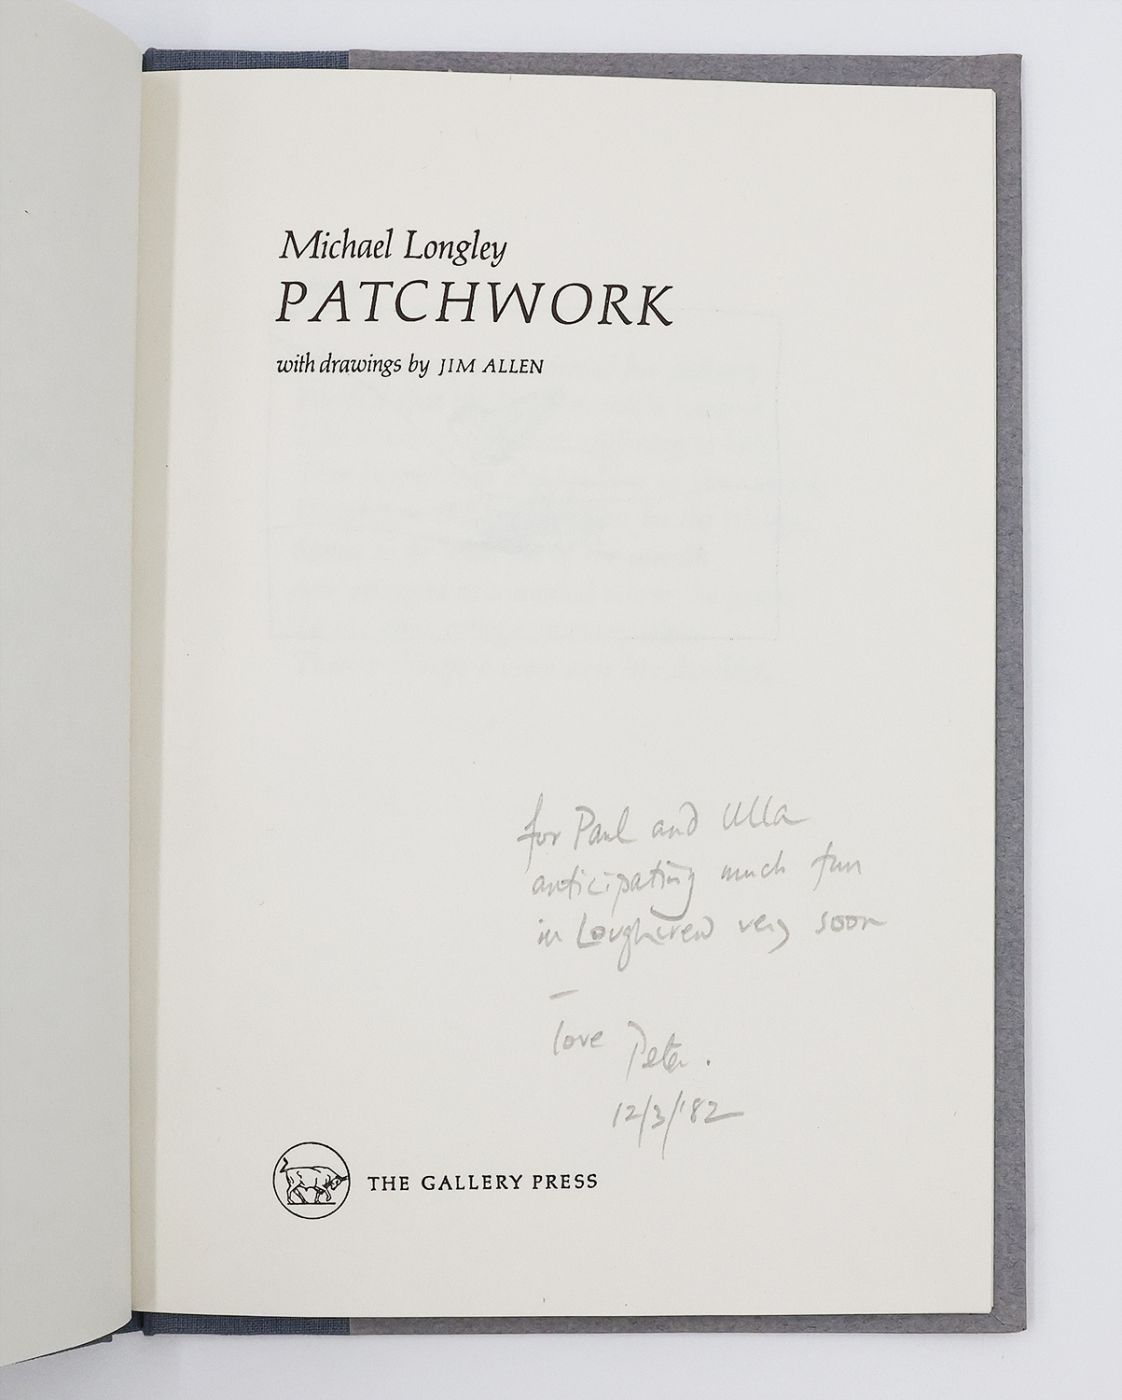 Michael Longley
PATCHWORK
with drawings by JIM ALLEN
for Paul and Ulla
anticipating much fun
in Loughcrew very soon
—
love Peter.
12/3/'82
THE GALLERY PRESS